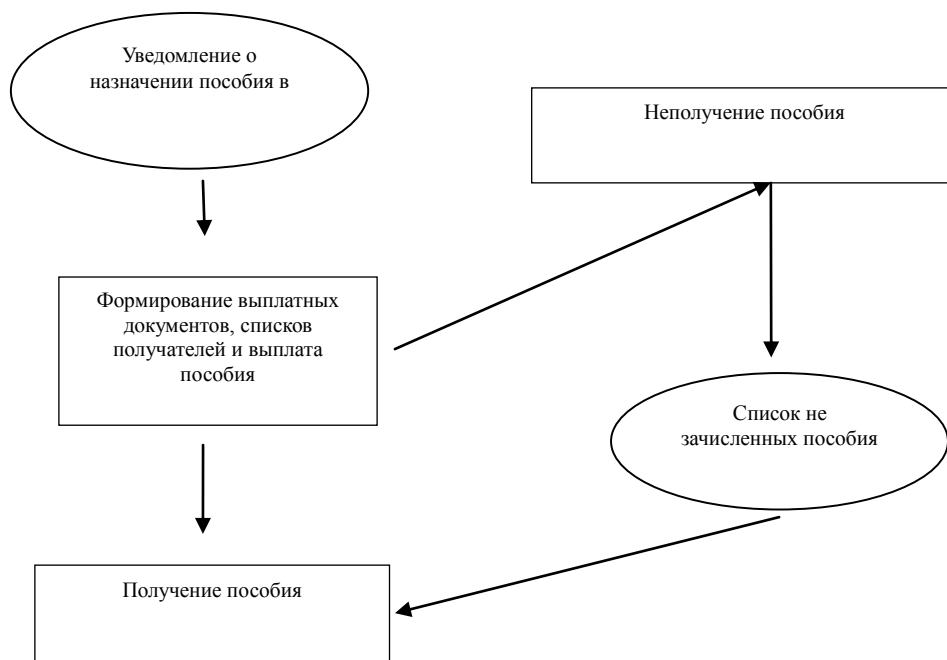 Уведомление о
назначении пособия в
Неполучение пособия
Формирование выплатных
документов, списков
получателей и выплата
пособия
Список не
зачисленных пособия
Получение пособия